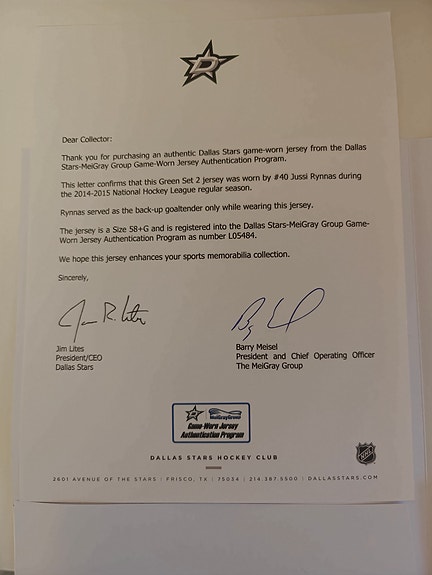 D
Dear Collector:
Thank you for purchasing an authentic Dallas Stars game-worn jersey from the Dallas
Stars-MeiGray Group Game-Worn Jersey Authentication Program.
This letter confirms that this Green Set 2 jersey was worn by #40 Jussi Rynnas during
the 2014-2015 National Hockey League regular season.
Rynnas served as the back-up goaltender only while wearing this jersey.
The jersey is a Size 58+G and is registered into the Dallas Stars-MeiGray Group Game-
Worn Jersey Authentication Program as number L05484.
We hope this jersey enhances your sports memorabilia collection.
Sincerely,
Jim R. Lites
Jim Lites
President/CEO
Dallas Stars
Barry Meisel
President and Chief Operating Officer
The MeiGray Group
MeiGrayGroup
Game-Worn Jersey
Authentication Program
DALLAS STARS HOCKEY CLUB
NHL
2601 AVENUE OF THE STARS | FRISCO, TX | 75034 | 214.387.5500 | DALLASSTARS.COM